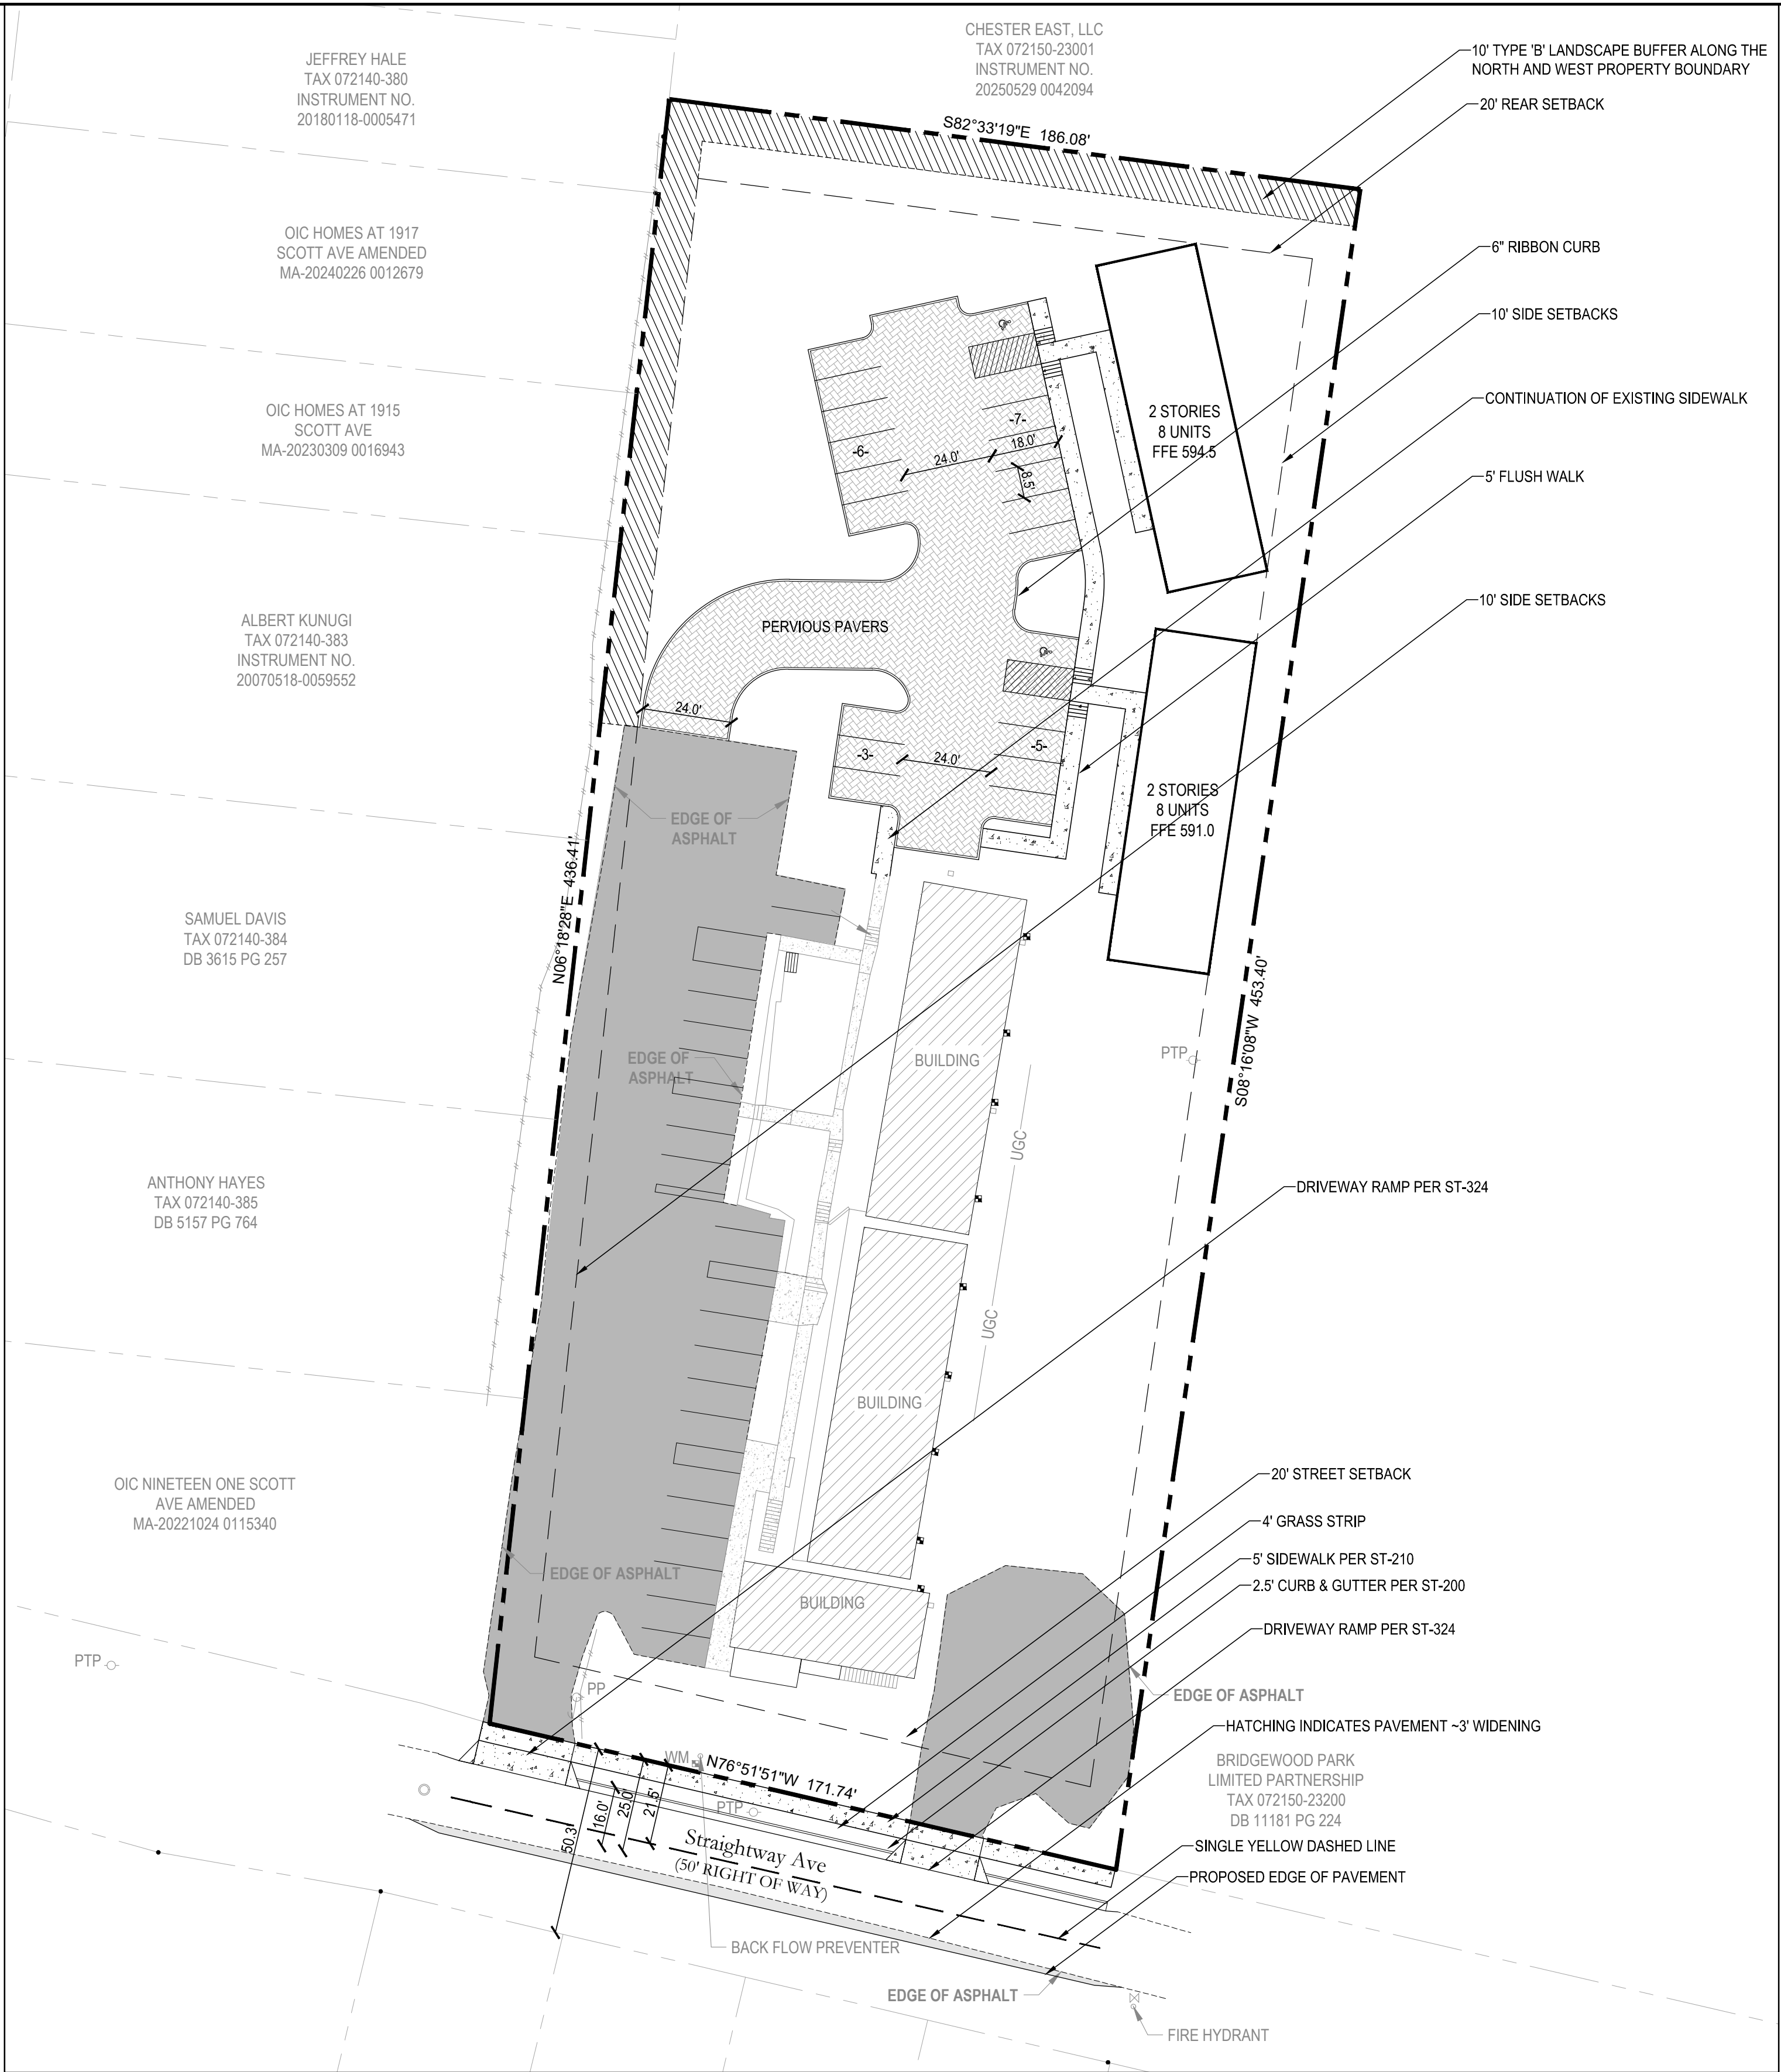 JEFFREY HALE
TAX 072140-380
INSTRUMENT NO.
20180118-0005471
CHESTER EAST, LLC
TAX 072150-23001
INSTRUMENT NO.
20250529 0042094
10' TYPE 'B' LANDSCAPE BUFFER ALONG THE
NORTH AND WEST PROPERTY BOUNDARY
20' REAR SETBACK
S82°33'19"E 186.08'
OIC HOMES AT 1917
SCOTT AVE AMENDED
MA-20240226 0012679
6" RIBBON CURB
10' SIDE SETBACKS
OIC HOMES AT 1915
SCOTT AVE
MA-20230309 0016943
CONTINUATION OF EXISTING SIDEWALK
2 STORIES
8 UNITS
FFE 594.5
-7-
-6-
24.0'
18.0'
8.5'
5' FLUSH WALK
10' SIDE SETBACKS
ALBERT KUNUGI
TAX 072140-383
INSTRUMENT NO.
20070518-0059552
PERVIOUS PAVERS
24.0'
-3-
24.0'
-5-
2 STORIES
8 UNITS
FFE 591.0
EDGE OF
ASPHALT
N06°18'28"E 436.41'
SAMUEL DAVIS
TAX 072140-384
DB 3615 PG 257
S08°16'08"W 453.40'
EDGE OF
ASPHALT
BUILDING
PTP
UGC
ANTHONY HAYES
TAX 072140-385
DB 5157 PG 764
DRIVEWAY RAMP PER ST-324
UGC
BUILDING
OIC NINETEEN ONE SCOTT
AVE AMENDED
MA-20221024 0115340
20' STREET SETBACK
4' GRASS STRIP
5' SIDEWALK PER ST-210
2.5' CURB & GUTTER PER ST-200
EDGE OF ASPHALT
BUILDING
DRIVEWAY RAMP PER ST-324
PTP
PP
EDGE OF ASPHALT
HATCHING INDICATES PAVEMENT ~3' WIDENING
WM
N76°51'51"W 171.74'
BRIDGEWOOD PARK
LIMITED PARTNERSHIP
TAX 072150-23200
DB 11181 PG 224
50.3'
16.0'
25.0'
21.5'
PTP
Straightway Ave
(50' RIGHT OF WAY)
SINGLE YELLOW DASHED LINE
PROPOSED EDGE OF PAVEMENT
BACK FLOW PREVENTER
EDGE OF ASPHALT
FIRE HYDRANT